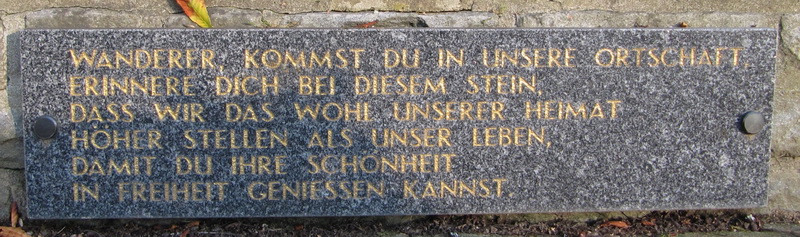 WANDERER, KOMMST DU IN UNSERE ORTSCHAFT,
ERINNERE DICH BEI DIESEM STEIN,
DASS WIR DAS WOHL UNSERER HEIMAT
HÖHER STELLEN ALS UNSER LEBEN,
DAMIT DU IHRE SCHÖNHEIT
IN FREIHEIT GENIESSEN KANNST.